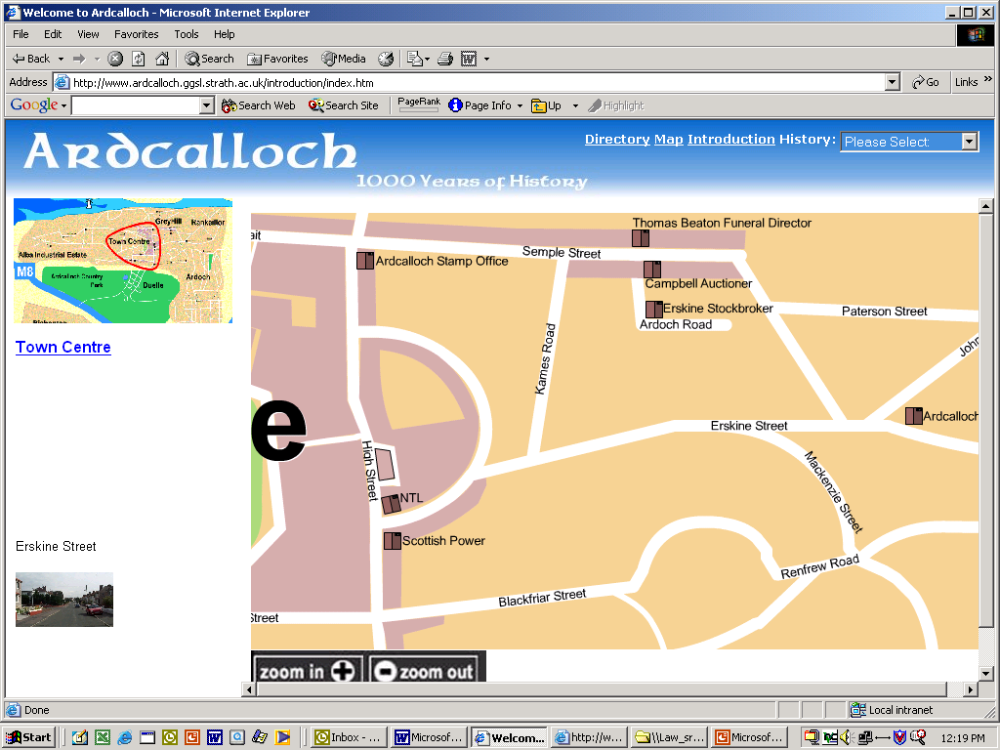 Welcome to Ardcalloch - Microsoft Internet Explorer
File Edit View Favorites Tools Help
Back Search Favorites Media
Address http://www.ardcalloch.ggsl.strath.ac.uk/introduction/index.htm Go Links »
Google Search Web Search Site PageRank Page Info Up Highlight
Ardcalloch
1000 Years of History
Directory Map Introduction History: Please Select:
GreyHill Rankeillor
Town Centre
Alba Industrial Estate
M8
Ardcalloch Country
Park
Ardoch
Duelle
Town Centre
Erskine Street
Thomas Beaton Funeral Director
ait
Semple Street
Ardcalloch Stamp Office
Campbell Auctioner
Erskine Stockbroker
Ardoch Road
Paterson Street
Kames Road
John
e
Erskine Street
Ardcalloch
High Street
Mackenzie Street
NTL
Scottish Power
Renfrew Road
Blackfriar Street
Street
zoom in + - zoom out
Done Local intranet
Start Inbox - ... Microsof... Welcom... http://w... \\Law_sr... Microsof... 12:19 PM